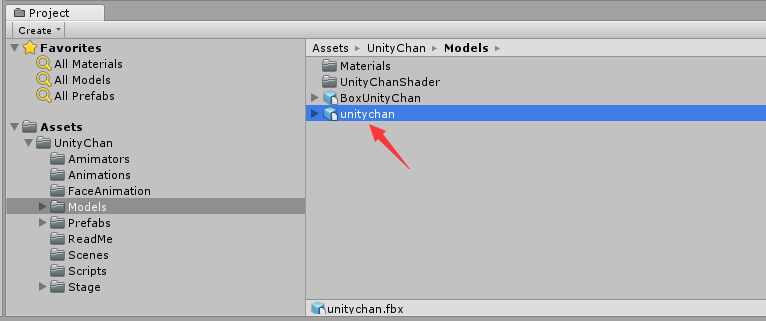 Project
Create
Favorites
All Materials
All Models
All Prefabs
Assets
UnityChan
Amimators
Animations
FaceAnimation
Models
Prefabs
ReadMe
Scenes
Scripts
Stage
Assets ▸ UnityChan ▸ Models ▸
Materials
UnityChanShader
BoxUnityChan
unitychan
unitychan.fbx